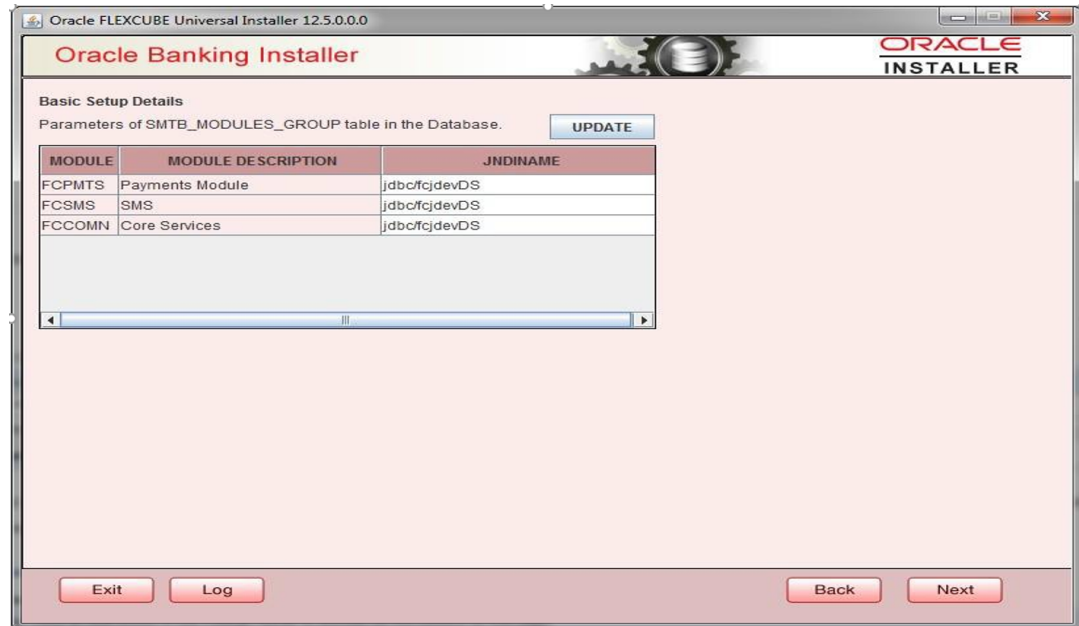 Oracle FLEXCUBE Universal Installer 12.5.0.0.0
Oracle Banking Installer
ORACLE
INSTALLER
Basic Setup Details
Parameters of SMTB_MODULES_GROUP table in the Database.
UPDATE
MODULE MODULE DESCRIPTION JNDINAME
FCPMTS Payments Module jdbc/fcjdevDS
FCSMS SMS jdbc/fcjdevDS
FCCOMN Core Services jdbc/fcjdevDS
Exit Log Back Next